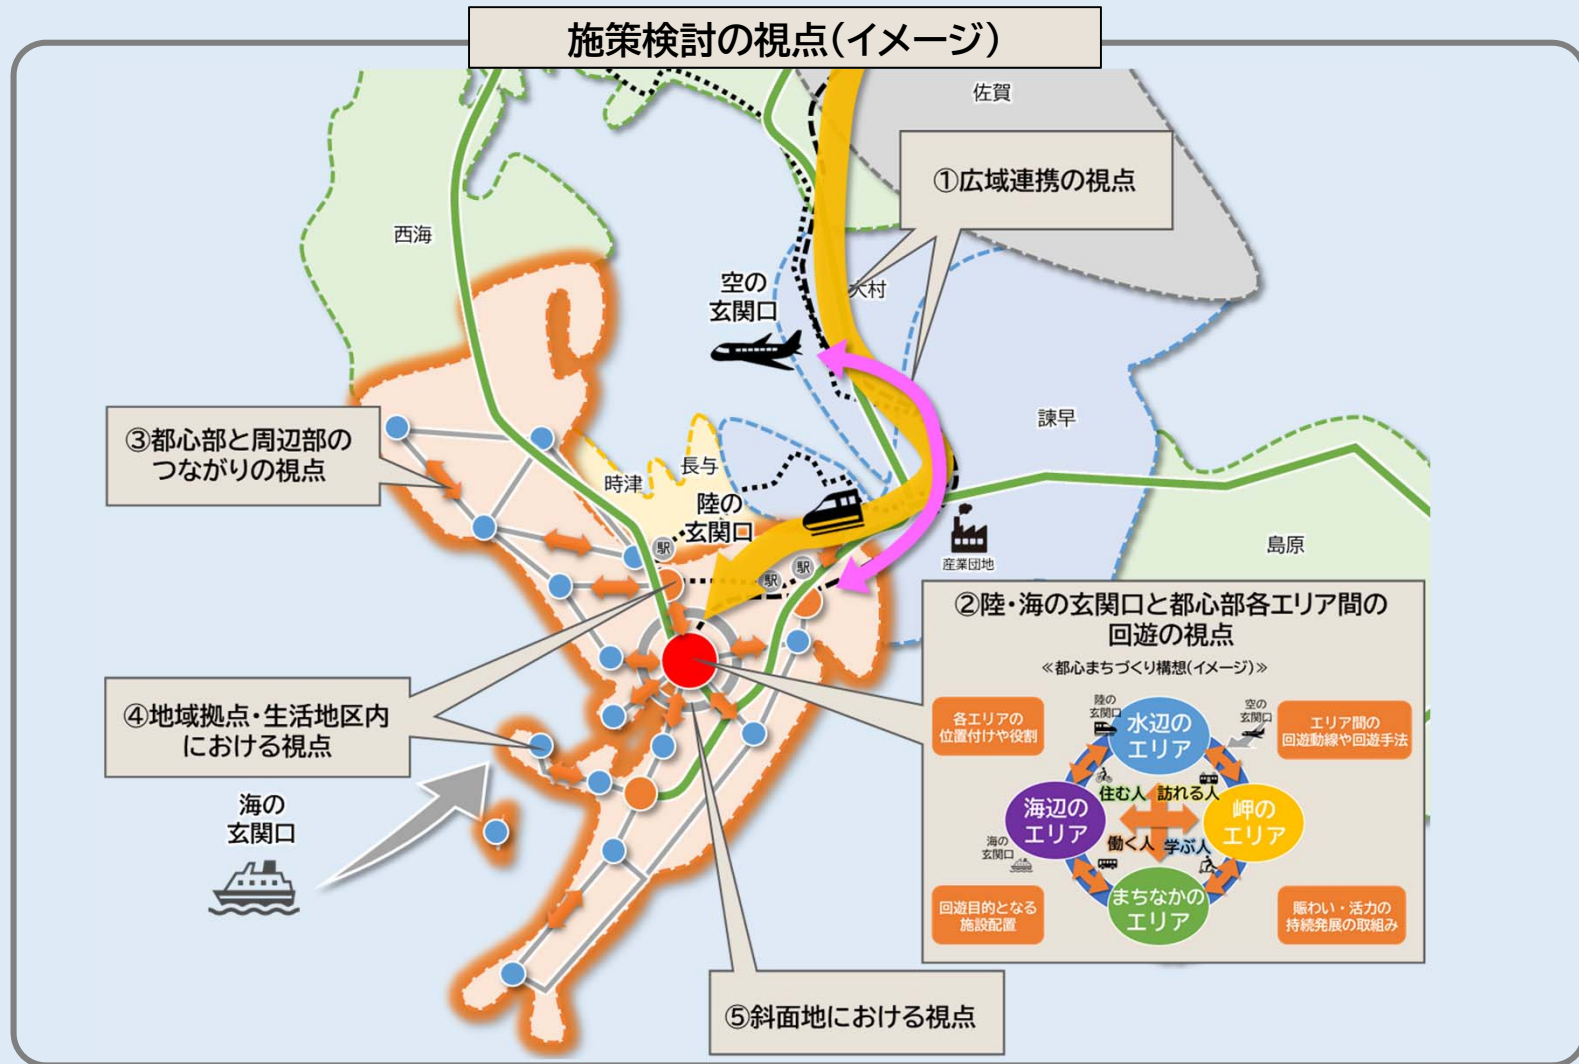 施策検討の視点(イメージ)
佐賀
①広域連携の視点
西海
空の
玄関口
大村
諫早
③都心部と周辺部の
つながりの視点
長与
時津
陸の
玄関口
駅
駅
駅
産業団地
島原
②陸・海の玄関口と都心部各エリア間の
回遊の視点
≪都心まちづくり構想(イメージ)≫
各エリアの
位置付けや役割
陸の
玄関口
水辺の
エリア
空の
玄関口
エリア間の
回遊動線や回遊手法
住む人 訪れる人
海辺の
エリア
岬の
エリア
働く人 学ぶ人
海の
玄関口
まちなかの
エリア
回遊目的となる
施設配置
賑わい・活力の
持続発展の取組み
④地域拠点・生活地区内
における視点
海の
玄関口
⑤斜面地における視点